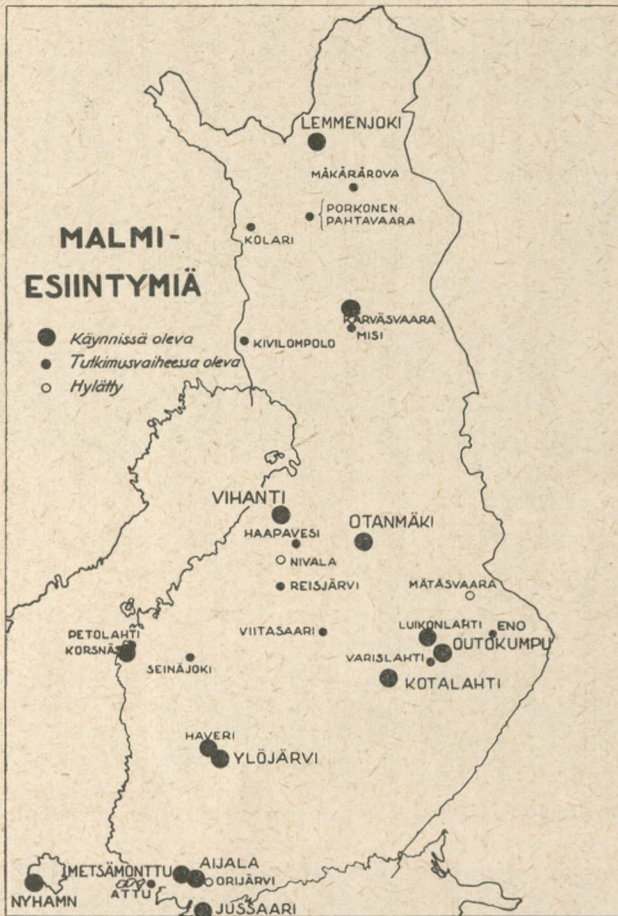 LEMMENJOKI
MÄKÄRÄROVA
PORKONEN
PAHTAVAARA
KOLARI
MALMI-
ESIINTYMIÄ
Käynnissä oleva
Tutkimusvaiheessa oleva
Hylätty
KÄRVÄSVAARA
MISI
KIVILOMPOLO
VIHANTI
OTANMÄKI
HAAPAVESI
NIVALA
REISJÄRVI
MÄTÄSVAARA
PETOLAHTI
KORSNÄS
SEINÄJOKI
VIITASAARI
LUIKONLAHTI
ENO
OUTOKUMPU
VARISLAHTI
KOTALAHTI
HAVERI
YLÖJÄRVI
METSÄMONTTU
AIJALA
ORIJÄRVI
ATTU
NYHAMN
JUSSAARI